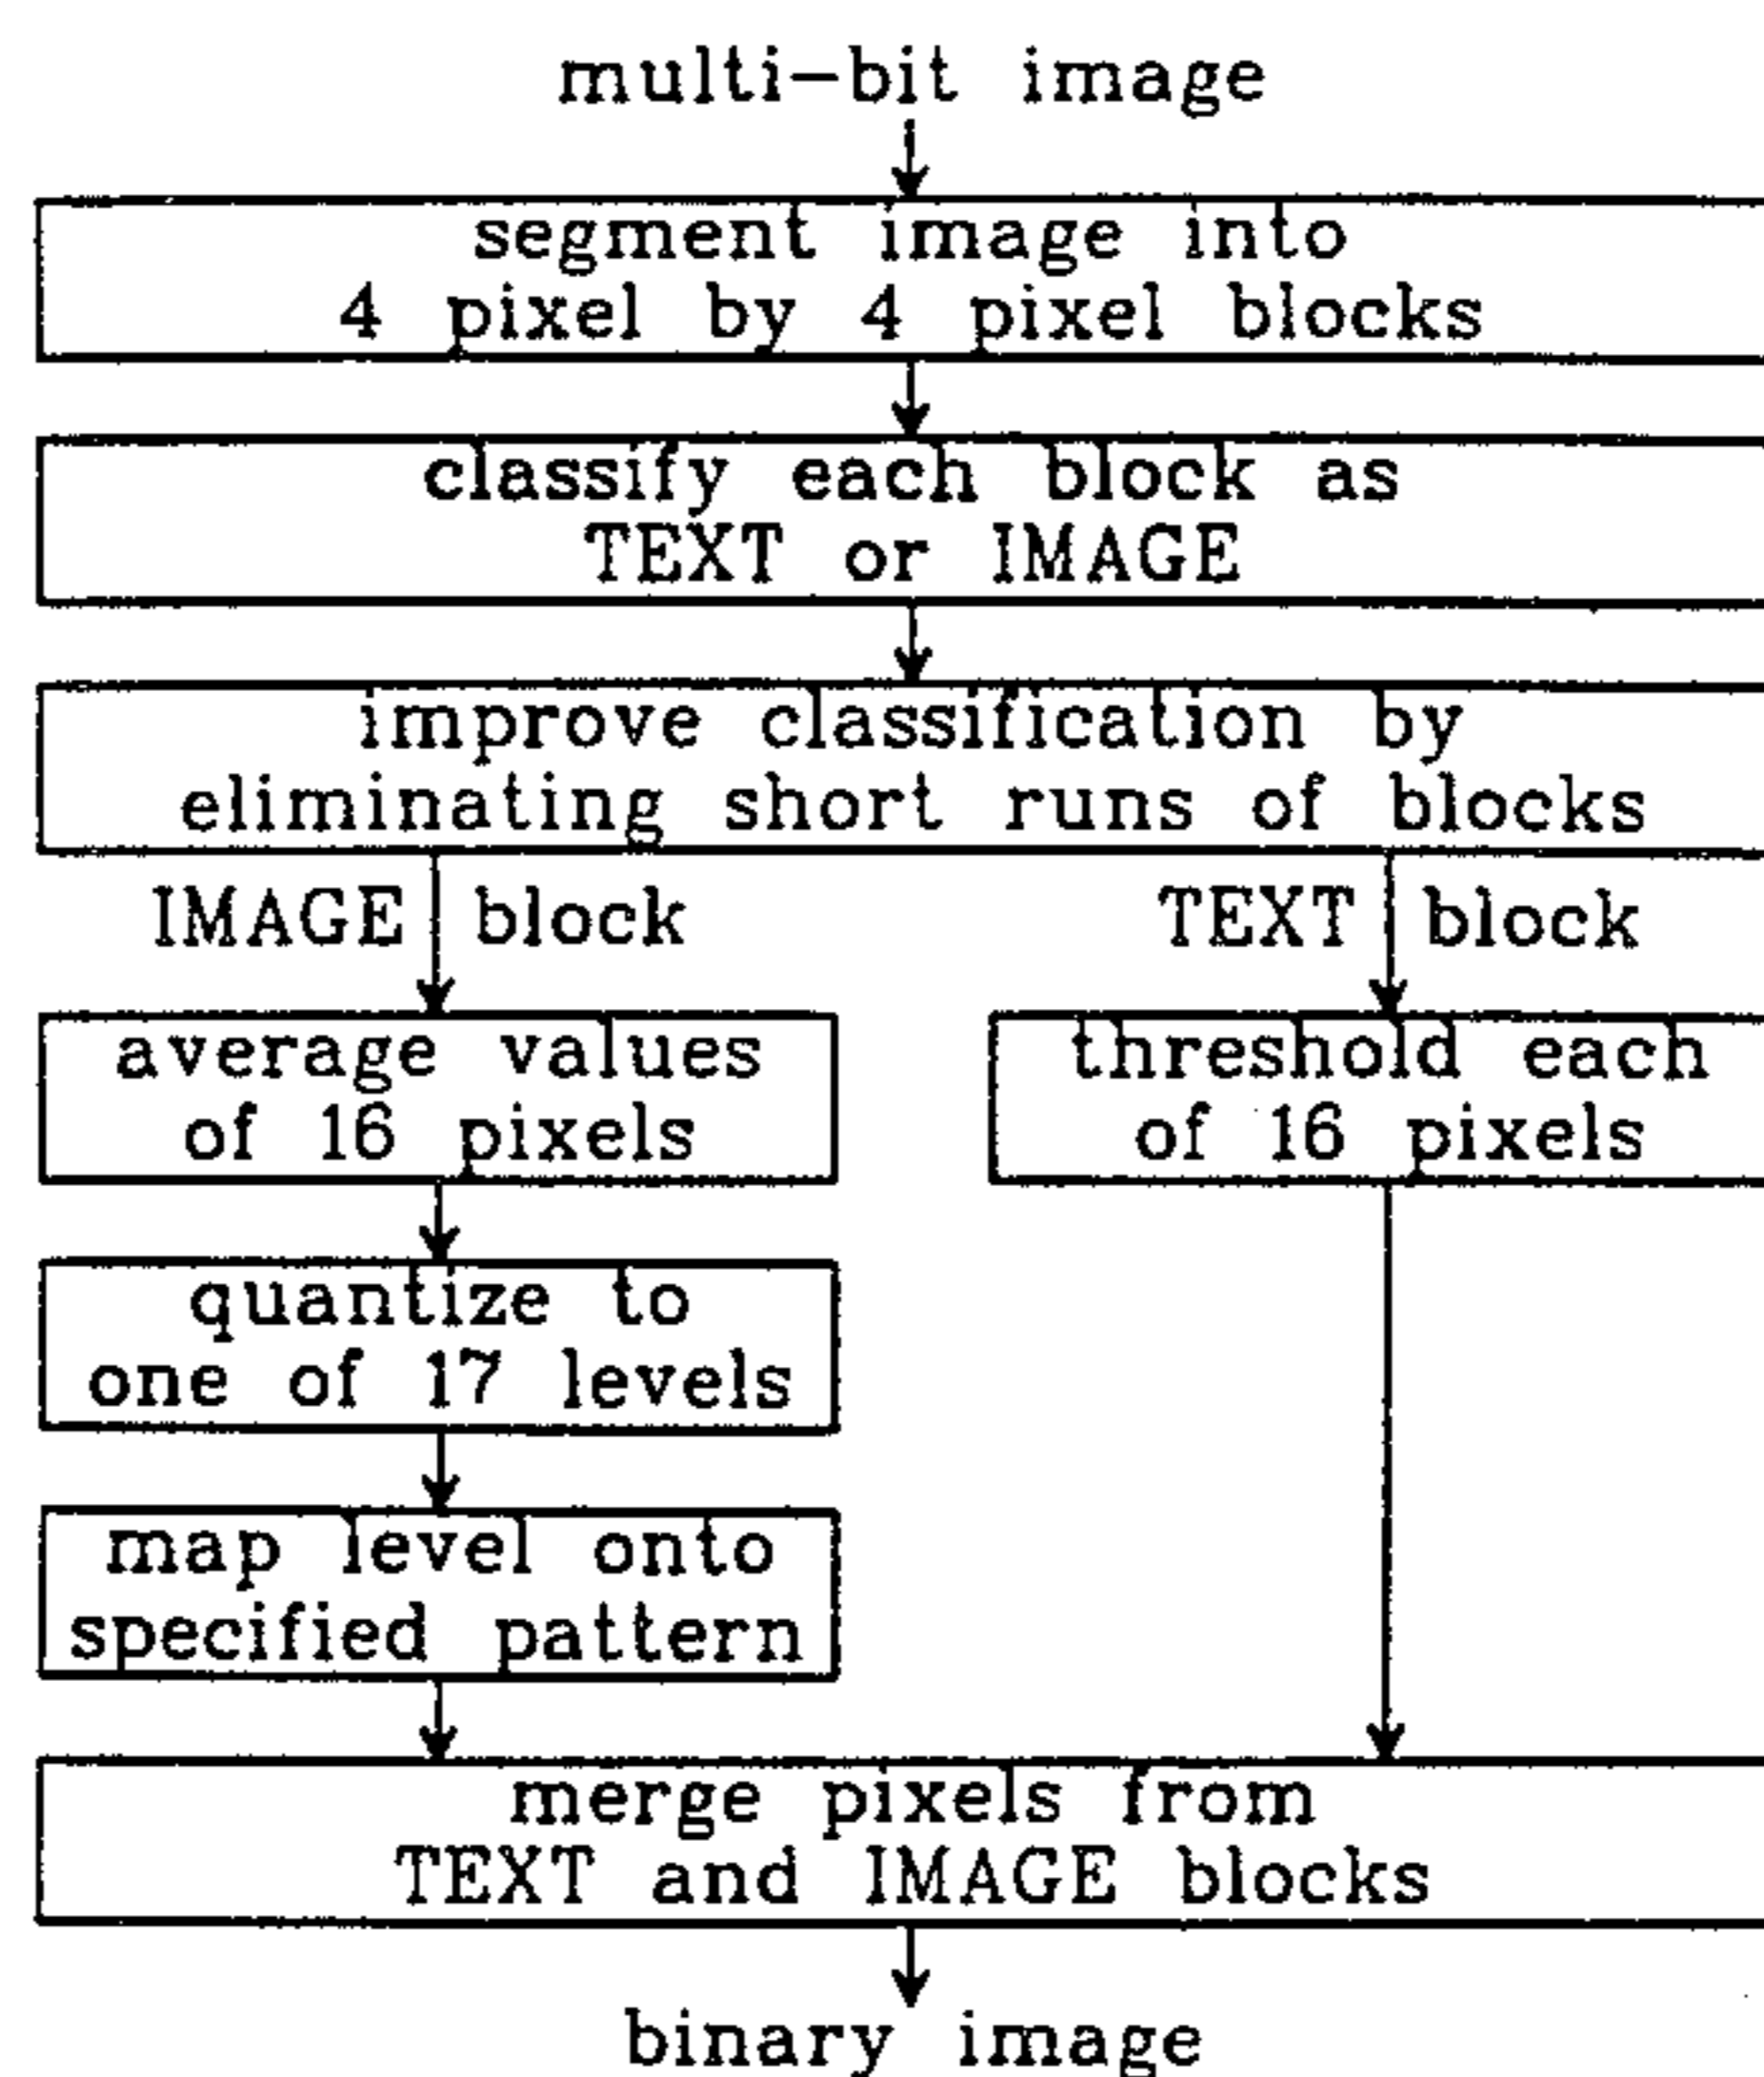 multi-bit image
segment image into
4 pixel by 4 pixel blocks
classify each block as
TEXT or IMAGE
improve classification by
eliminating short runs of blocks
IMAGE block
TEXT block
average values
of 16 pixels
threshold each
of 16 pixels
quantize to
one of 17 levels
map level onto
specified pattern
merge pixels from
TEXT and IMAGE blocks
binary image